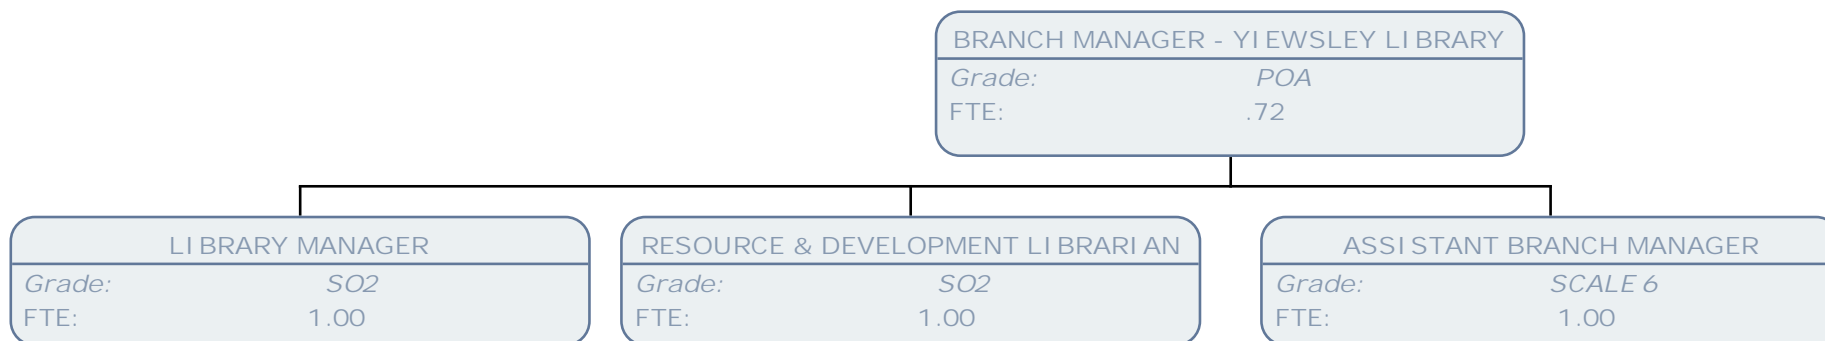 BRANCH MANAGER - YIEWSLEY LIBRARY
Grade: POA
FTE: .72
LIBRARY MANAGER
Grade: SO2
FTE: 1.00
RESOURCE & DEVELOPMENT LIBRARIAN
Grade: SO2
FTE: 1.00
ASSISTANT BRANCH MANAGER
Grade: SCALE 6
FTE: 1.00